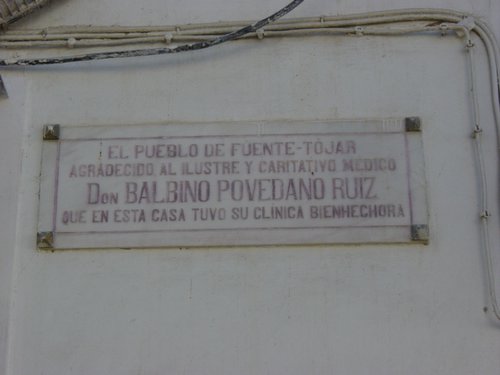 EL PUEBLO DE FUENTE-TÓJAR
AGRADECIDO AL ILUSTRE Y CARITATIVO MÉDICO
DON BALBINO POVEDANO RUIZ
QUE EN ESTA CASA TUVO SU CLINICA BIENHECHORA